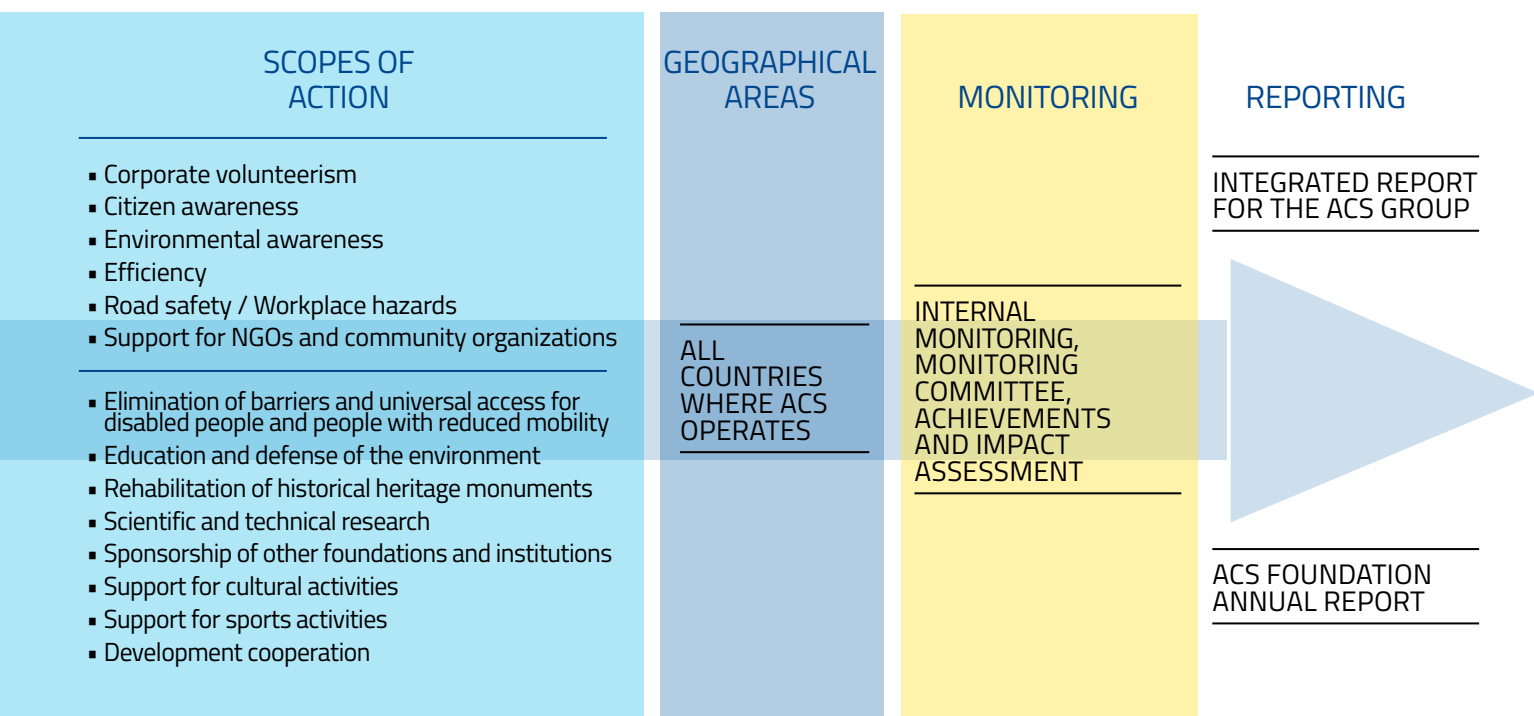 SCOPES OF
ACTION
▪ Corporate volunteerism
▪ Citizen awareness
▪ Environmental awareness
▪ Efficiency
▪ Road safety / Workplace hazards
▪ Support for NGOs and community organizations
▪ Elimination of barriers and universal access for
disabled people and people with reduced mobility
▪ Education and defense of the environment
▪ Rehabilitation of historical heritage monuments
▪ Scientific and technical research
▪ Sponsorship of other foundations and institutions
▪ Support for cultural activities
▪ Support for sports activities
▪ Development cooperation
GEOGRAPHICAL
AREAS
ALL
COUNTRIES
WHERE ACS
OPERATES
MONITORING
INTERNAL
MONITORING,
MONITORING
COMMITTEE,
ACHIEVEMENTS
AND IMPACT
ASSESSMENT
REPORTING
INTEGRATED REPORT
FOR THE ACS GROUP
ACS FOUNDATION
ANNUAL REPORT